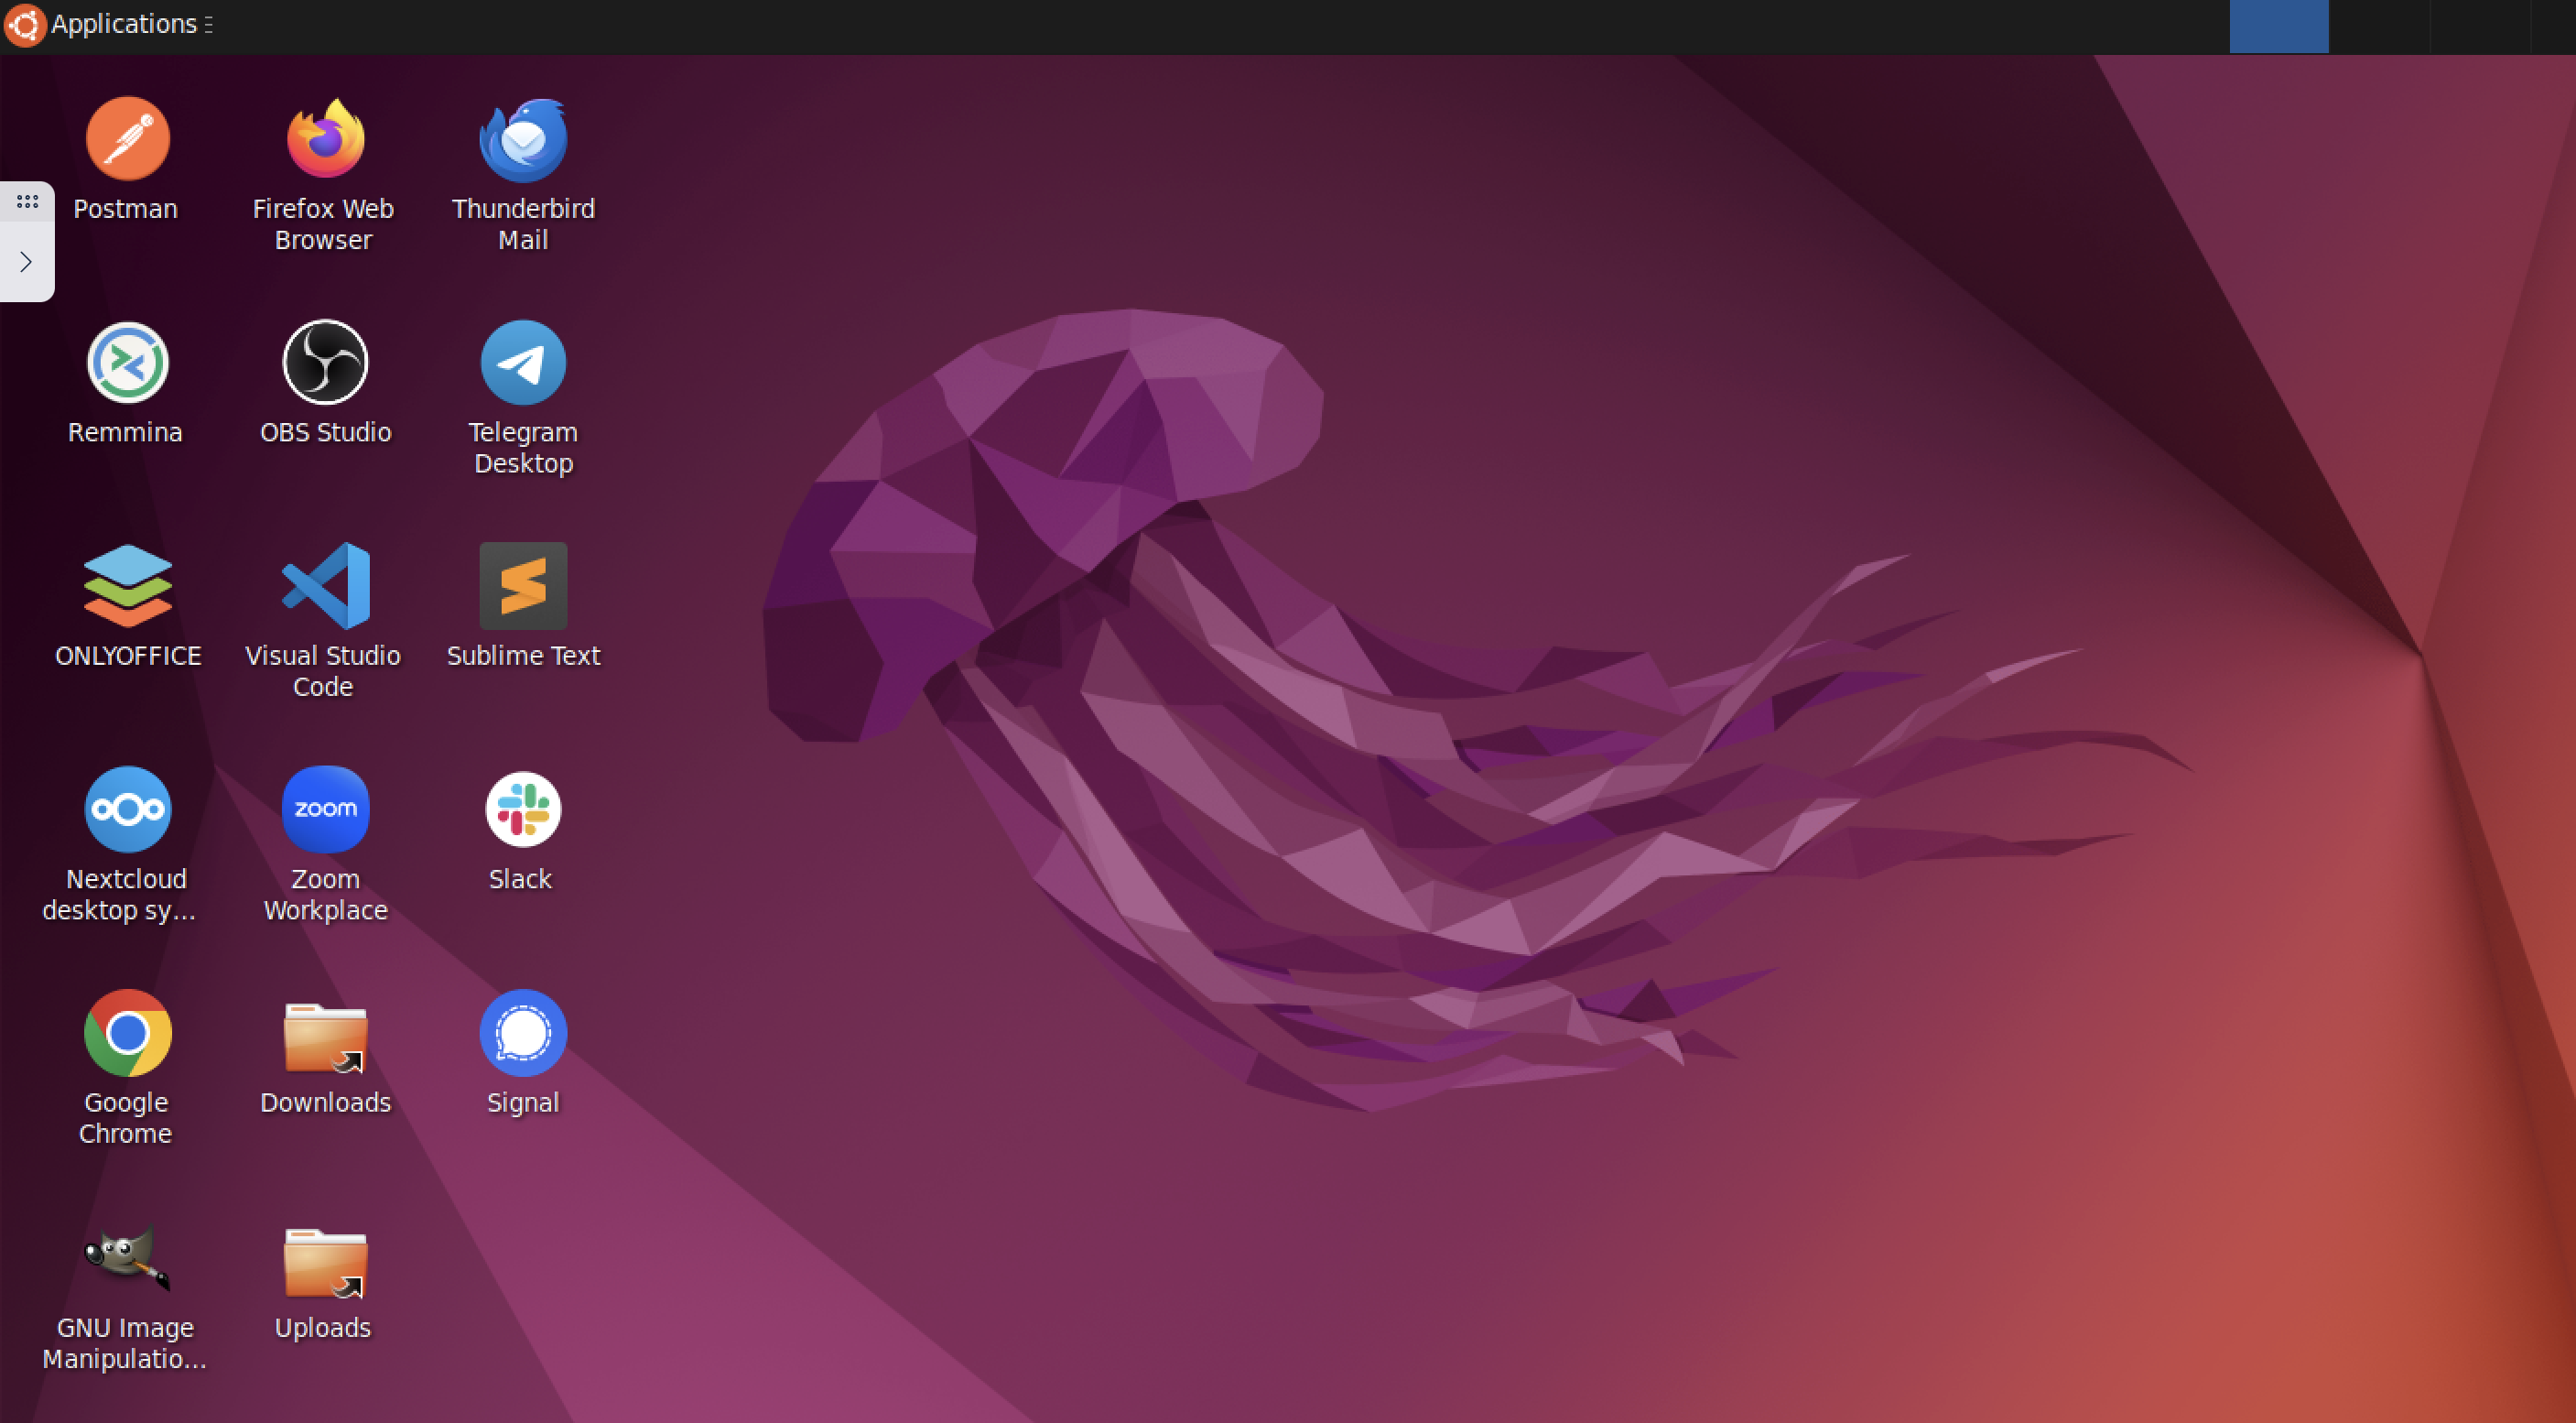 Applications
Postman
Firefox Web
Browser
Thunderbird
Mail
Remmina
OBS Studio
Telegram
Desktop
ONLYOFFICE
Visual Studio
Code
Sublime Text
Nextcloud
desktop sy...
zoom
Zoom
Workplace
Slack
Google
Chrome
Downloads
Signal
GNU Image
Manipulatio...
Uploads